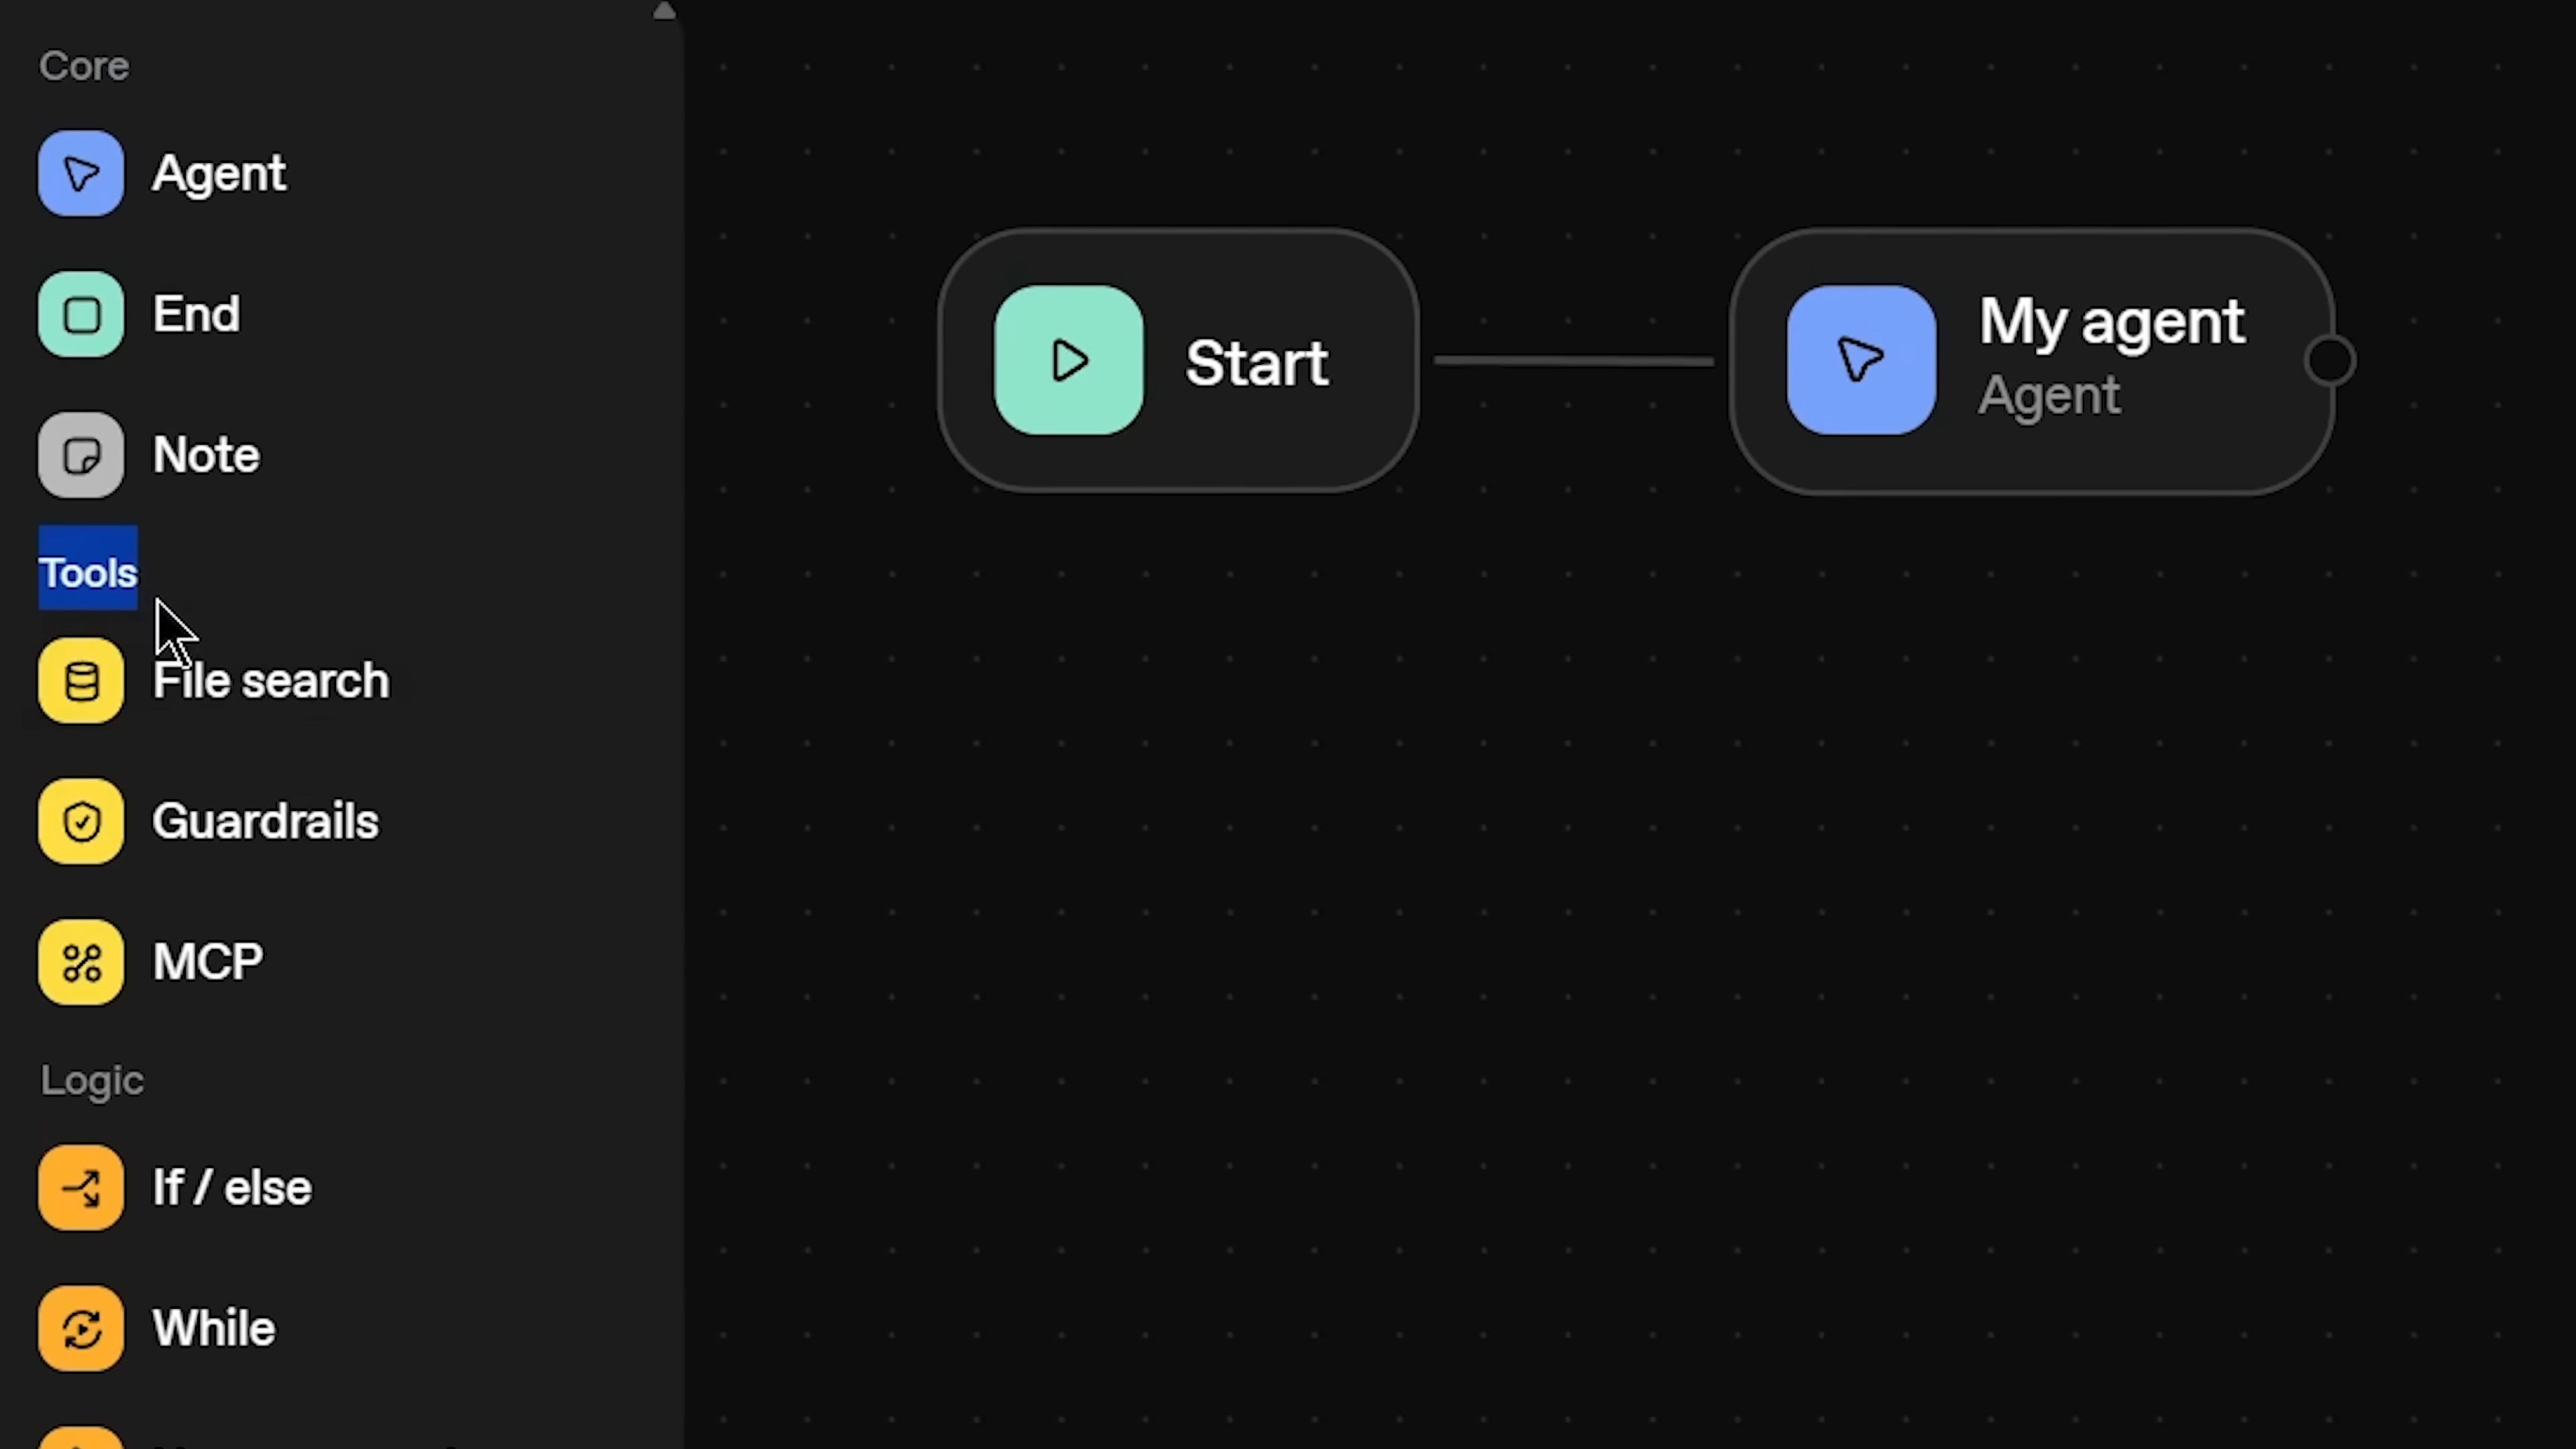 Core
Agent
End
Note
Tools
File search
Guardrails
MCP
Logic
If / else
While
Start
My agent
Agent